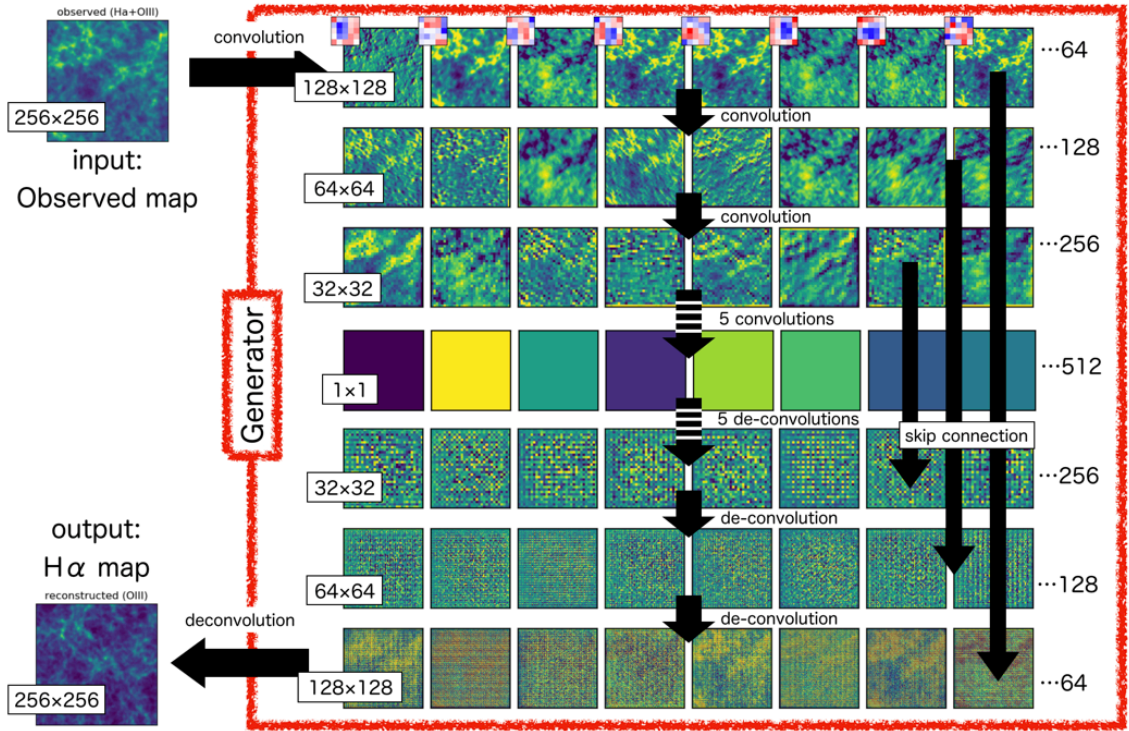 observed (Ha+OIII)
256×256
input:
Observed map
convolution
128×128
…64
convolution
64×64
…128
convolution
32×32
…256
5 convolutions
1×1
…512
5 de-convolutions
skip connection
32×32
…256
de-convolution
64×64
…128
de-convolution
128×128
…64
Generator
output:
Hα map
reconstructed (OIII)
256×256
deconvolution